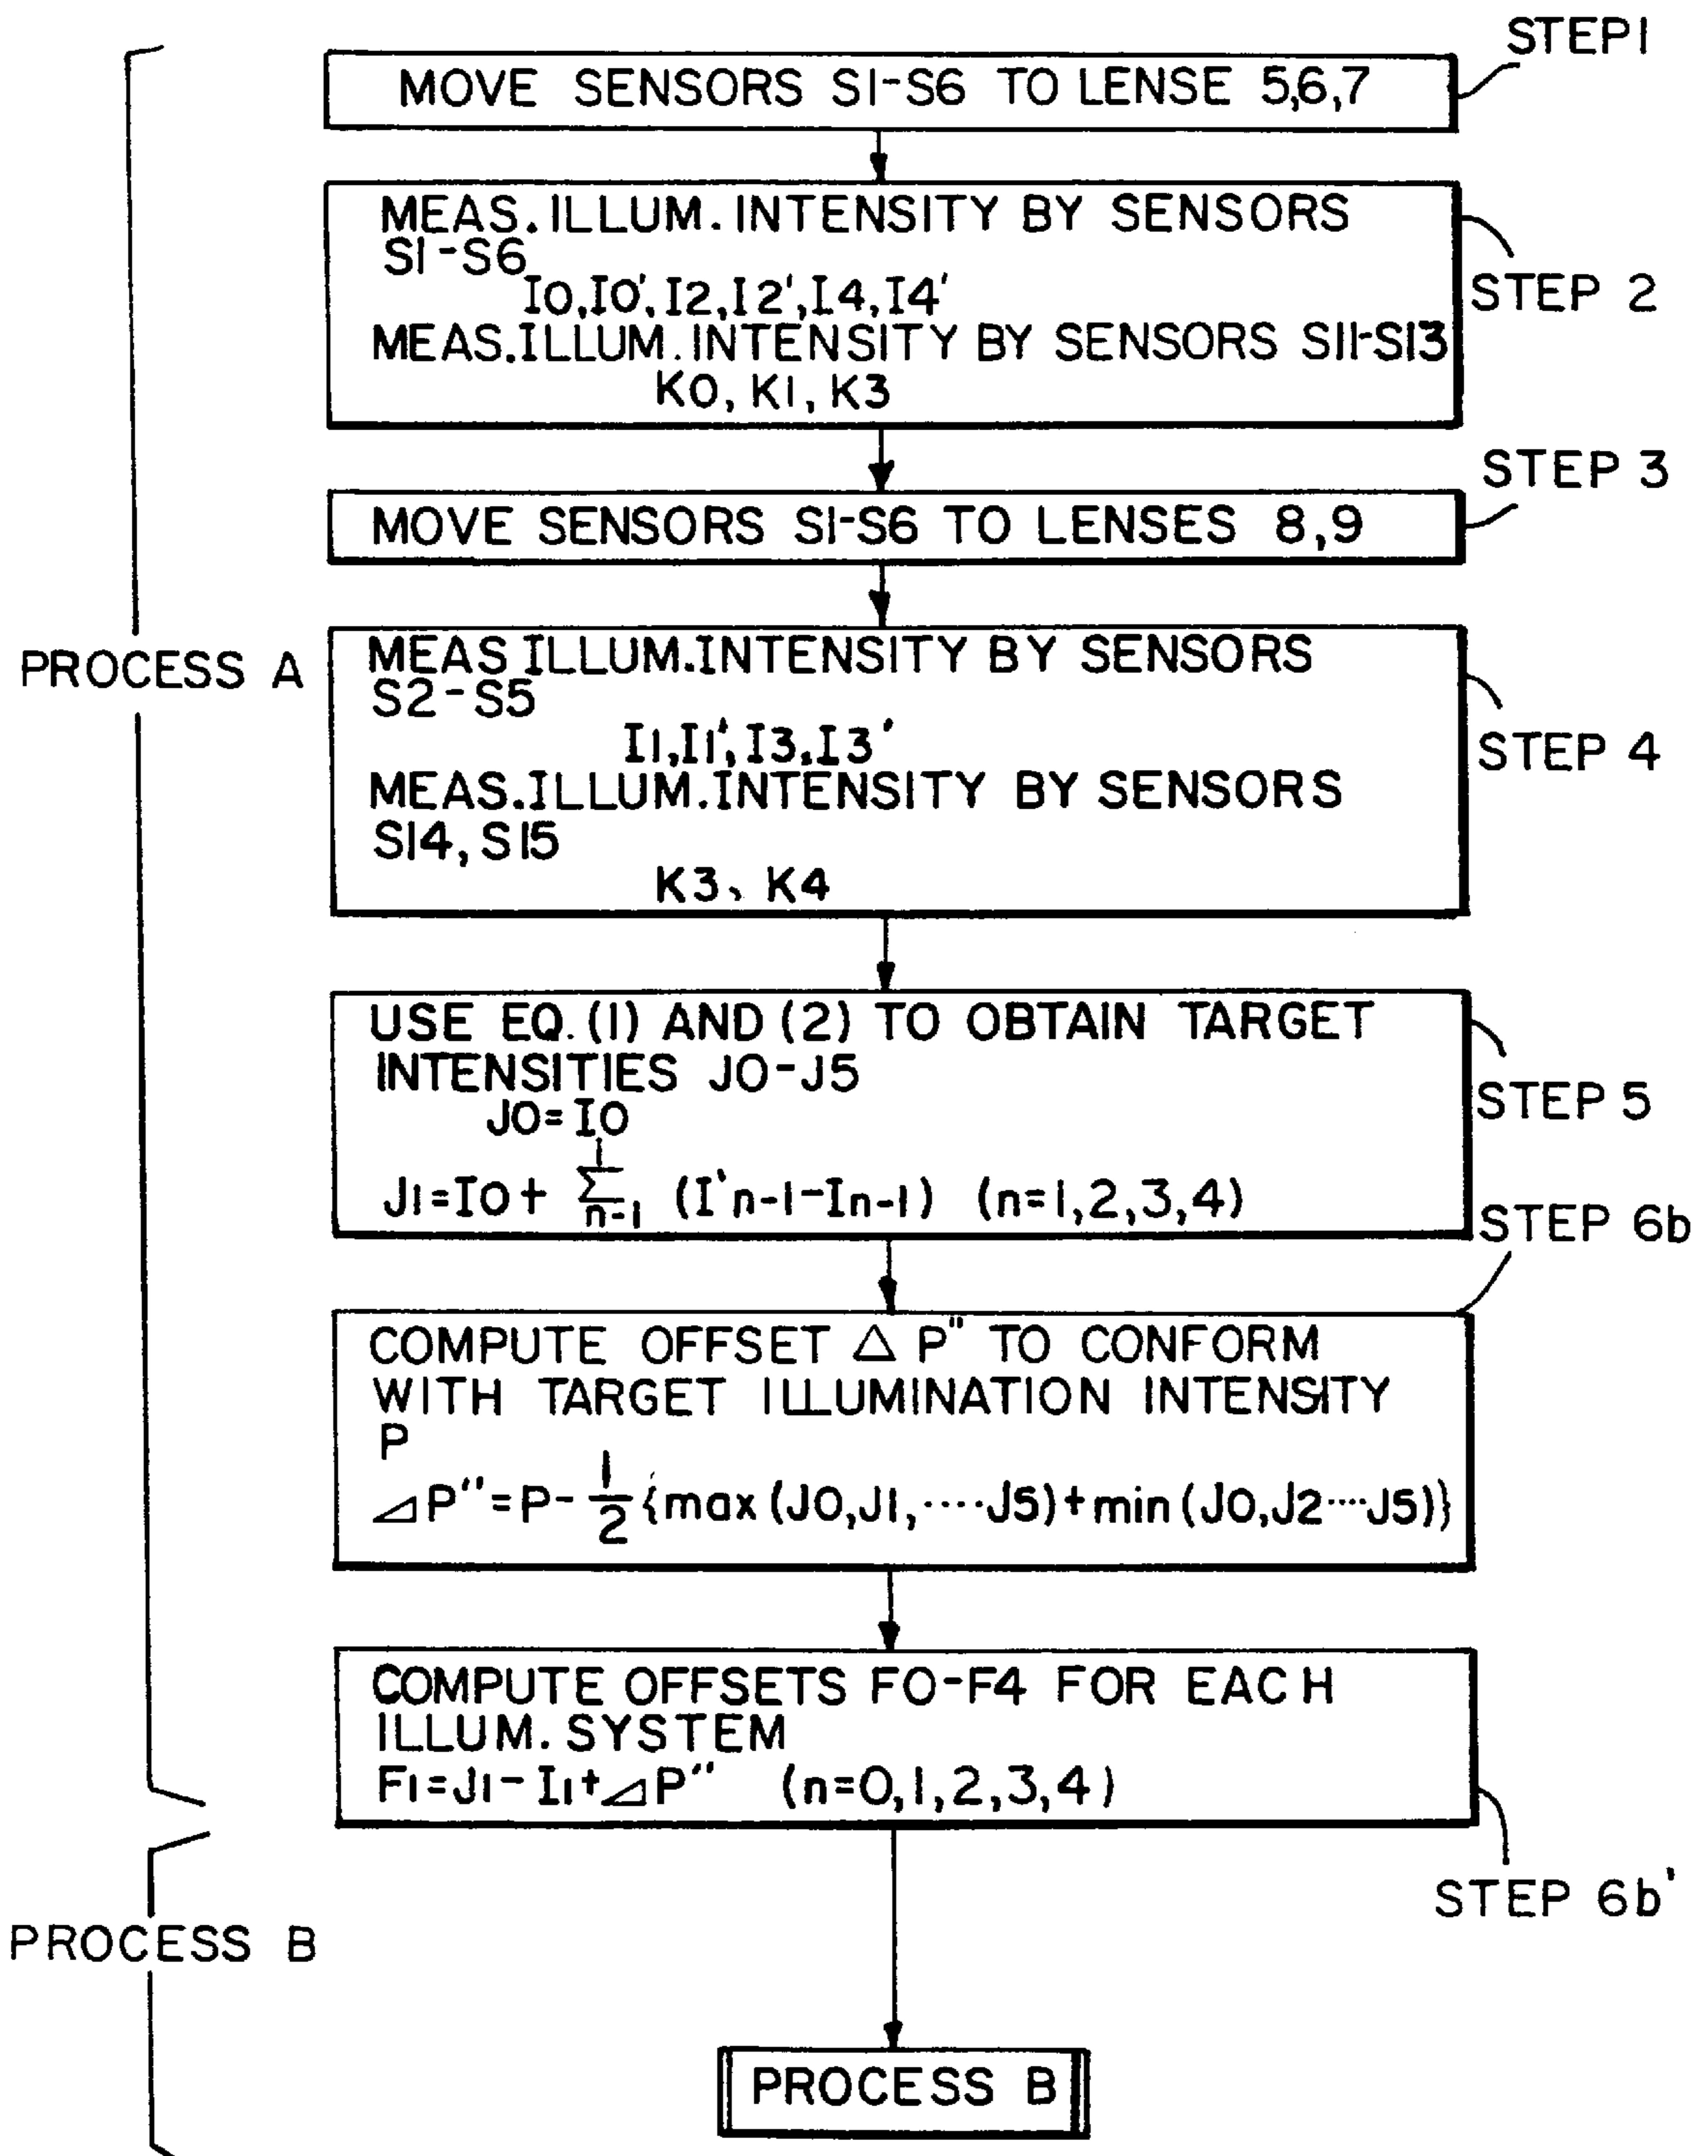 STEP1
MOVE SENSORS S1-S6 TO LENSE 5,6,7
MEAS.ILLUM.INTENSITY BY SENSORS
S1-S6
I0,I0',I2,I2',I4,I4'
MEAS.ILLUM.INTENSITY BY SENSORS S11-S13
K0, K1, K3
STEP 2
STEP 3
MOVE SENSORS S1-S6 TO LENSES 8,9
PROCESS A
MEAS ILLUM.INTENSITY BY SENSORS
S2-S5
I1,I1',I3,I3'
MEAS.ILLUM.INTENSITY BY SENSORS
S14, S15
K3, K4
STEP 4
USE EQ.(1) AND (2) TO OBTAIN TARGET
INTENSITIES J0-J5
J0=I0
J1=I0+ 1∑n-1 (I'n-1-In-1) (n=1,2,3,4)
STEP 5
STEP 6b
COMPUTE OFFSET △ P" TO CONFORM
WITH TARGET ILLUMINATION INTENSITY
P
⊿P"=P-1/2{max(J0,J1,....J5)+min(J0,J2....J5)}
COMPUTE OFFSETS F0-F4 FOR EACH
ILLUM. SYSTEM
F1=J1-I1+⊿P" (n=0,1,2,3,4)
STEP 6b'
PROCESS B
PROCESS B